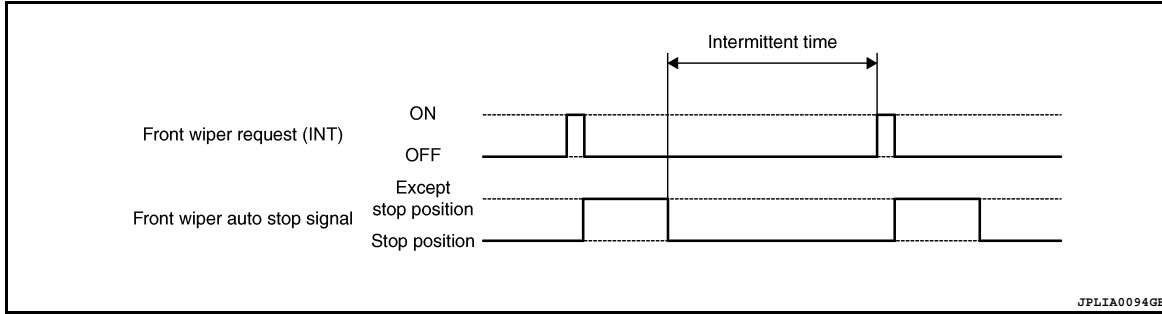 Intermittent time
ON
Front wiper request (INT)
OFF
Except
stop position
Front wiper auto stop signal
Stop position
JPLIA0094GB